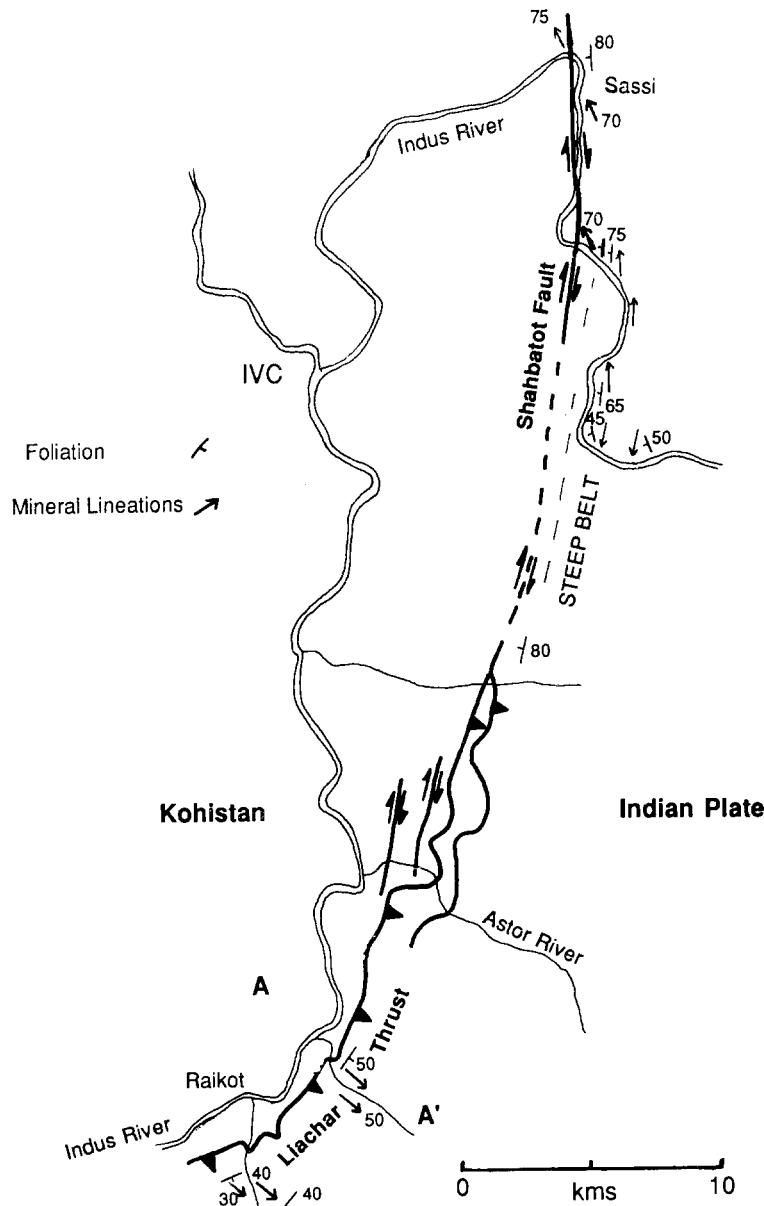 75
80
Sassi
Indus River
70
70
75
Shahbatot Fault
IVC
65
45
50
Foliation
Mineral Lineations
STEEP BELT
80
Kohistan
Indian Plate
Astor River
A
Thrust
50
Raikot
50
A'
Liachar
Indus River
40
30
40
0
10
kms